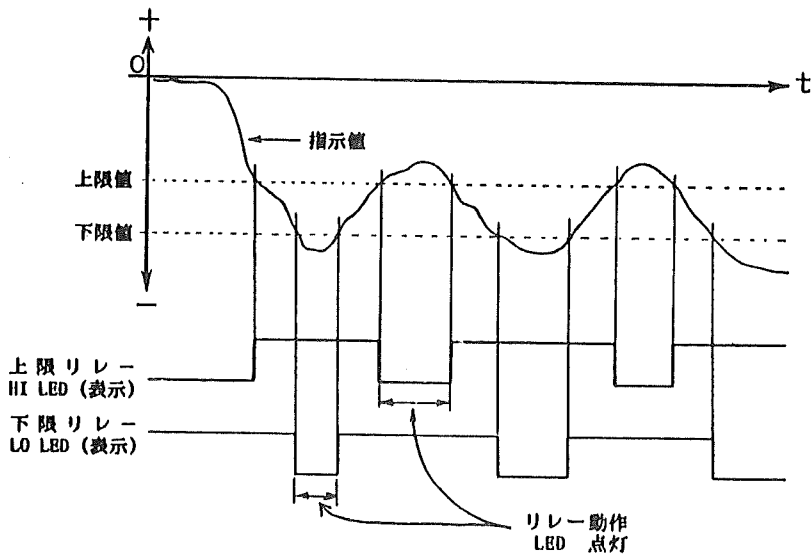 +
0
t
指示値
上限値
下限値
−
上限リレー
HI LED (表示)
下限リレー
LO LED (表示)
リレー動作
LED 点灯